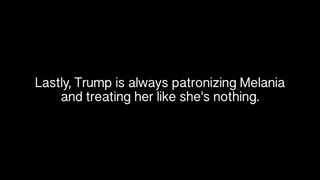 Lastly, Trump is always patronizing Melania
and treating her like she's nothing.